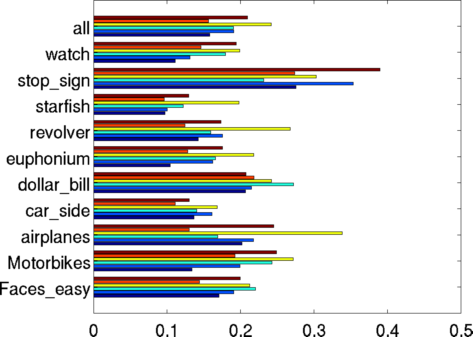 all
watch
stop_sign
starfish
revolver
euphonium
dollar_bill
car_side
airplanes
Motorbikes
Faces_easy
0 0.1 0.2 0.3 0.4 0.5